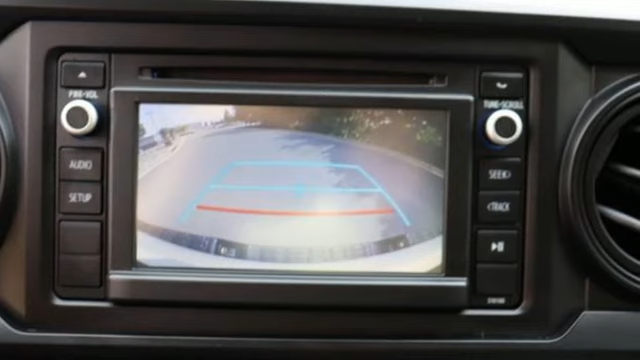 PWR·VOL
TUNE·SCROLL
AUDIO
SETUP
SEEK>
<TRACK